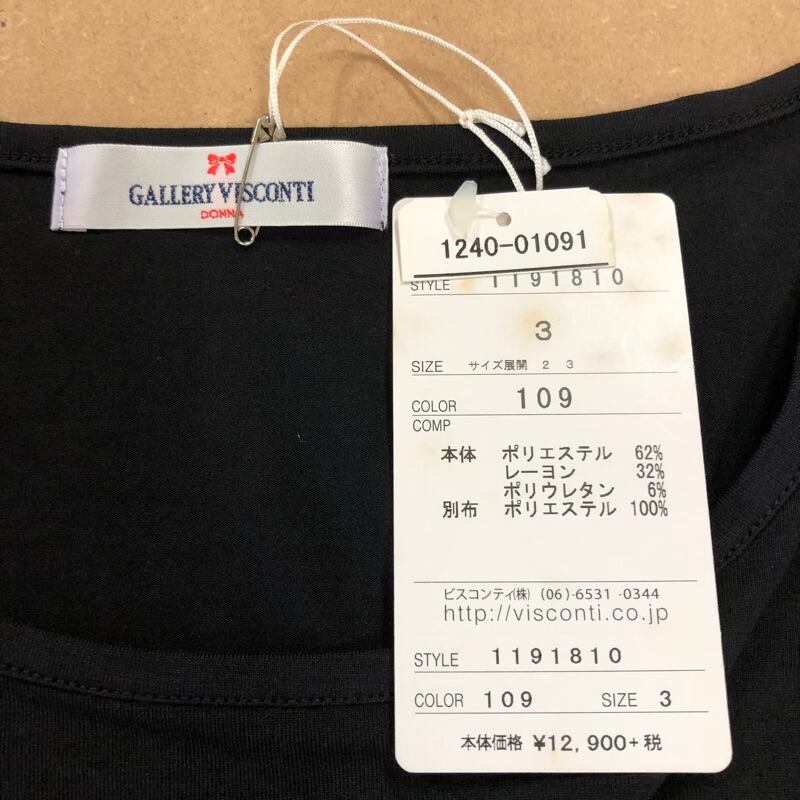 GALLERY VISCONTI
DONNA
1240-01091
STYLE 1191810
3
SIZE サイズ展開 2 3
COLOR 109
COMP
本体 ポリエステル 62%
レーヨン 32%
ポリウレタン 6%
別布 ポリエステル 100%
ビスコンティ(株) (06)-6531-0344
http://visconti.co.jp
STYLE 1191810
COLOR 109 SIZE 3
本体価格 ¥12,900+税